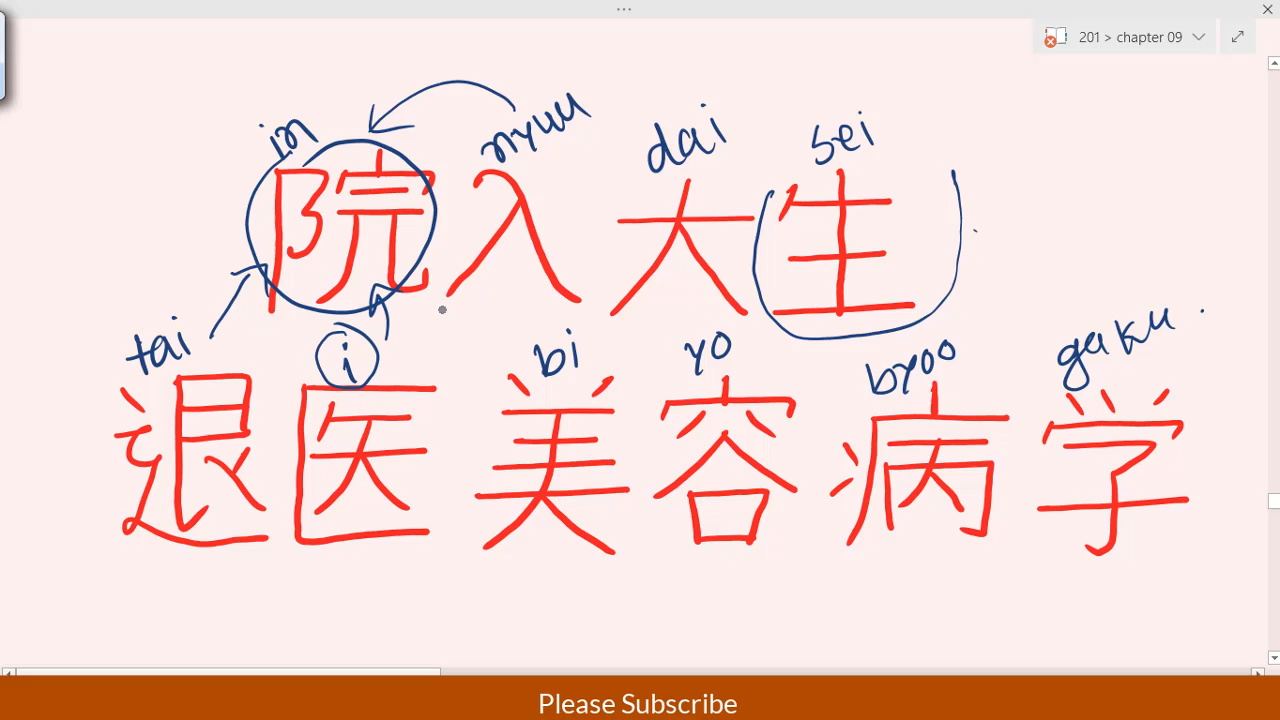 201 > chapter 09
in nyuu dai sei
院 入 大 生
tai i bi yo byoo gaku
退 医 美 容 病 学
Please Subscribe